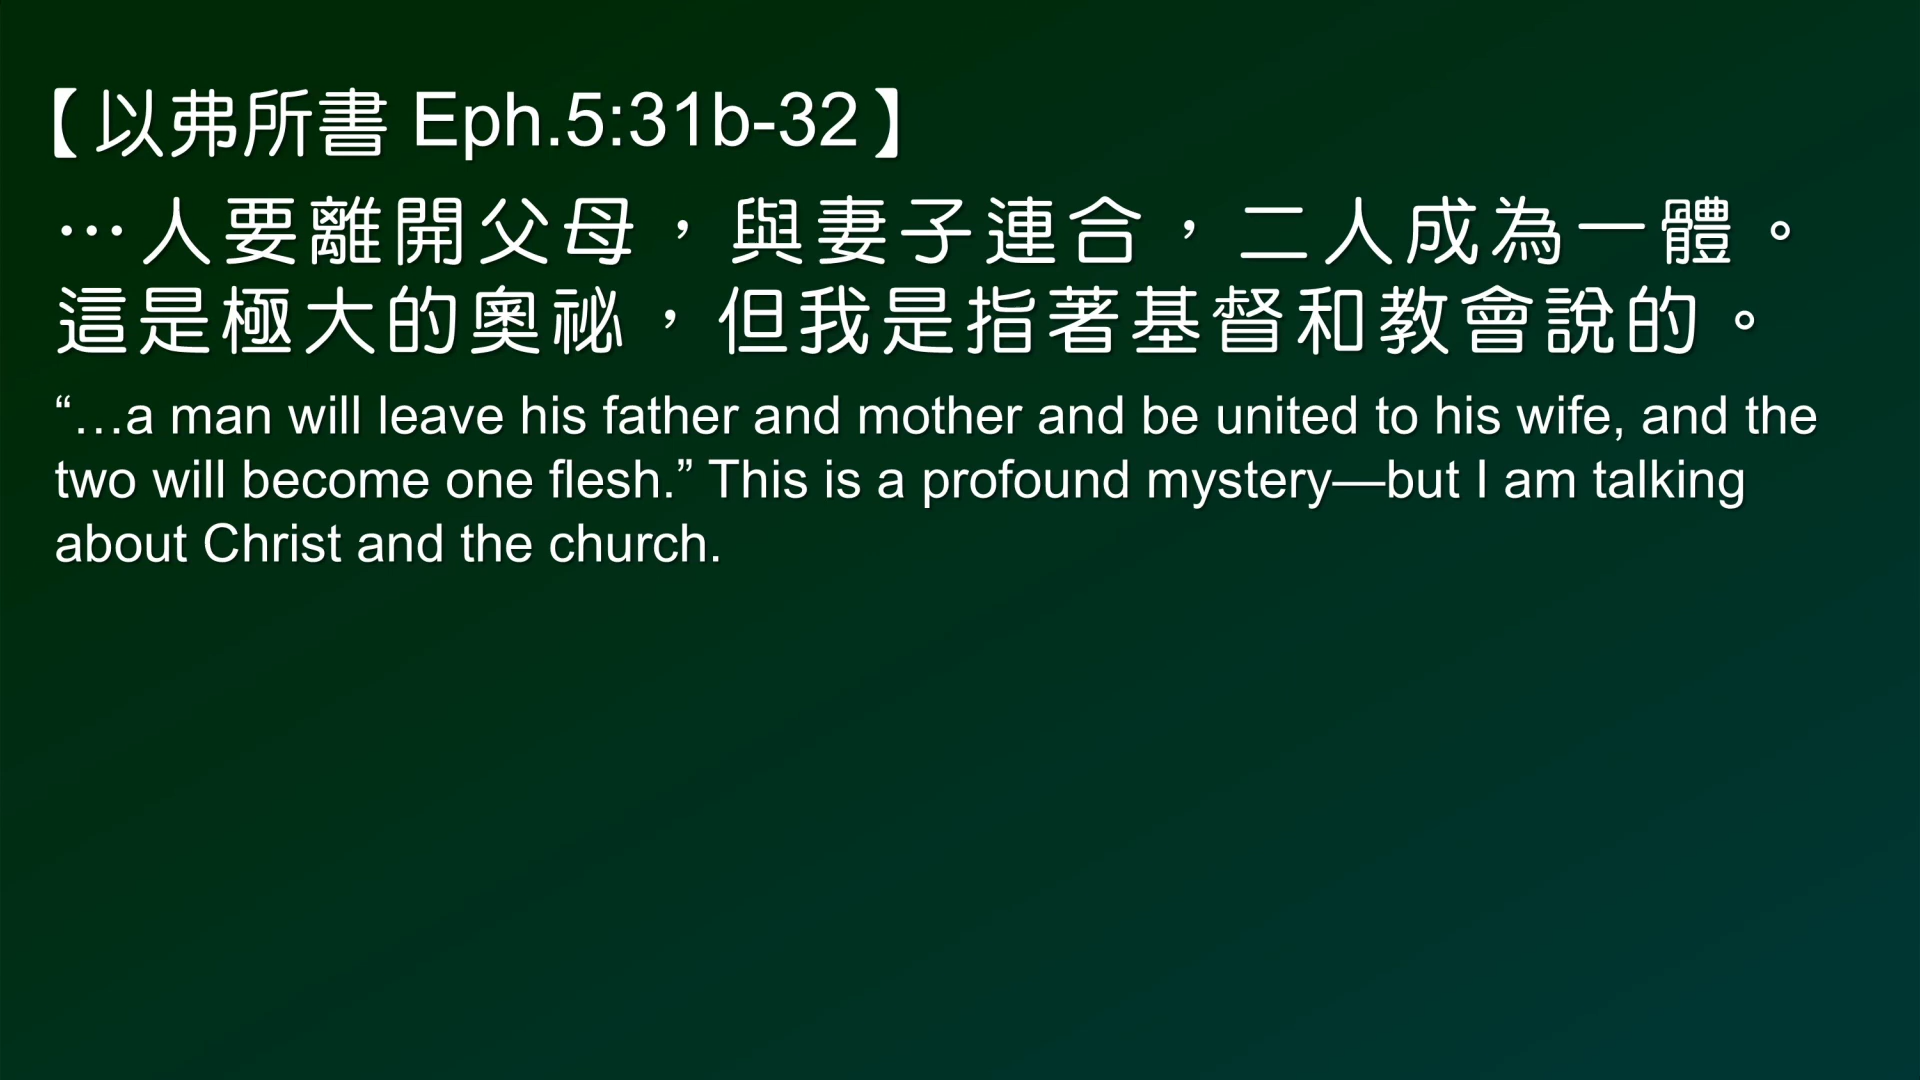 【以弗所書 Eph.5:31b-32】
…人要離開父母，與妻子連合，二人成為一體。
這是極大的奧祕，但我是指著基督和教會說的。
“…a man will leave his father and mother and be united to his wife, and the
two will become one flesh.” This is a profound mystery—but I am talking
about Christ and the church.